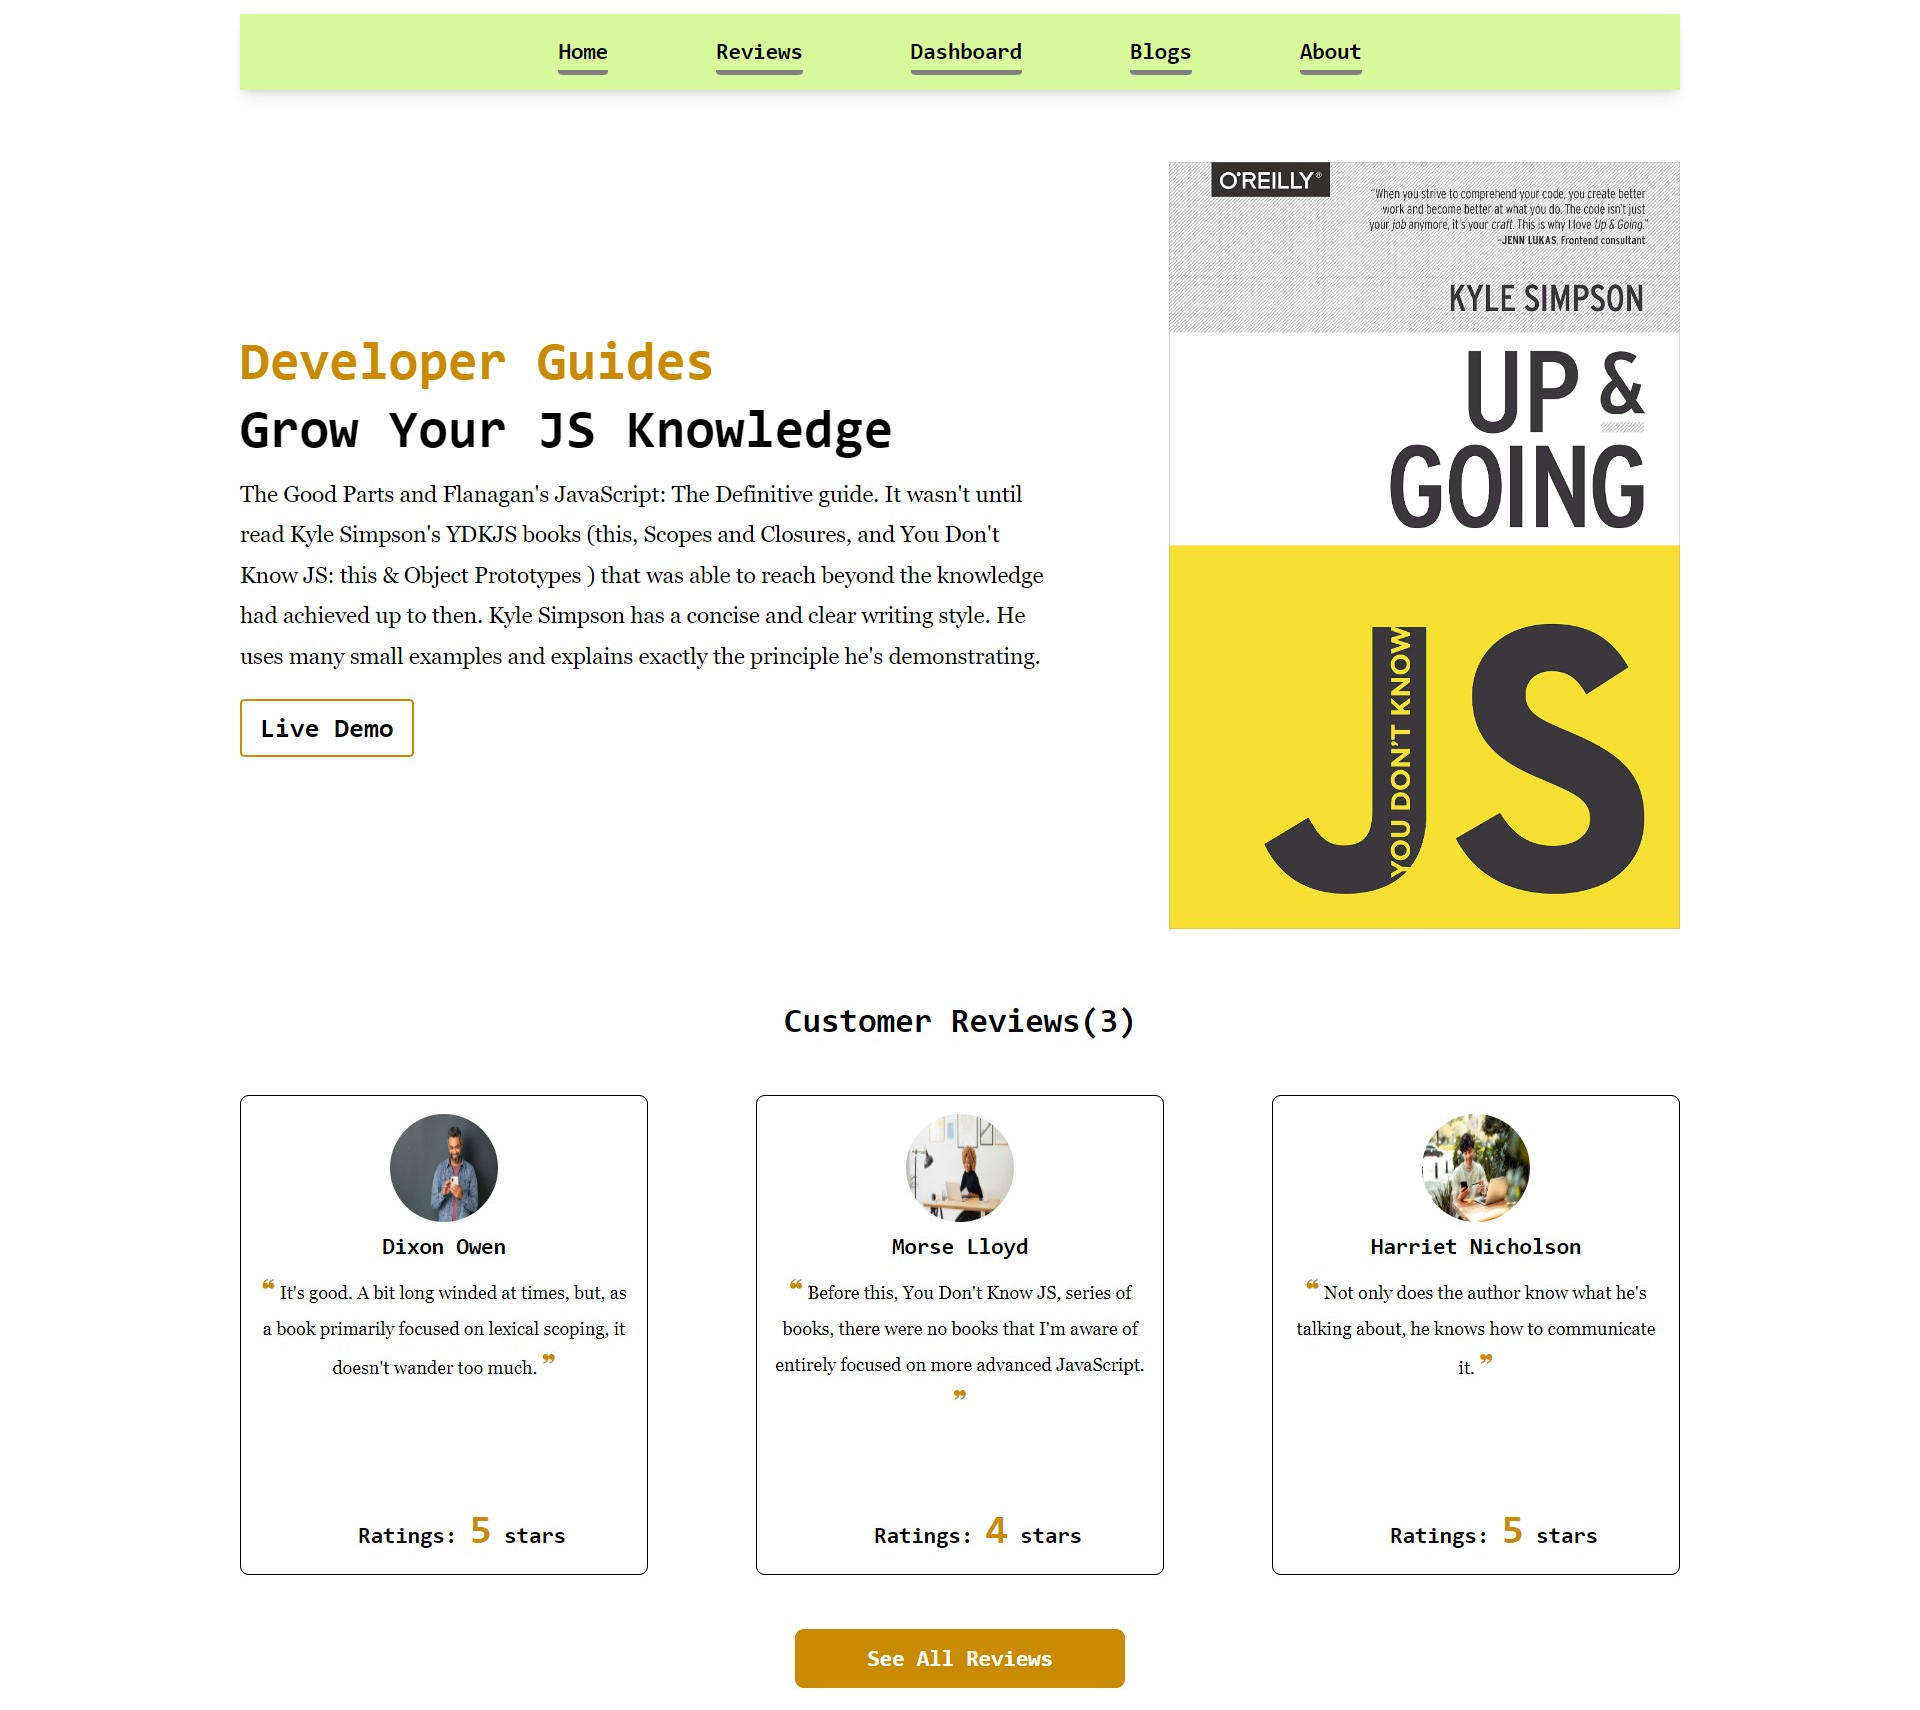 Home Reviews Dashboard Blogs About
O'REILLY®
"When you strive to comprehend your code, you create better
work and become better at what you do. The code isn't just
your job anymore, it's your craft. This is why I love Up & Going."
–JENN LUKAS, Frontend consultant
KYLE SIMPSON
UP &
GOING
YOU DON'T KNOW
JS
Developer Guides
Grow Your JS Knowledge
The Good Parts and Flanagan's JavaScript: The Definitive guide. It wasn't until
read Kyle Simpson's YDKJS books (this, Scopes and Closures, and You Don't
Know JS: this & Object Prototypes ) that was able to reach beyond the knowledge
had achieved up to then. Kyle Simpson has a concise and clear writing style. He
uses many small examples and explains exactly the principle he's demonstrating.
Live Demo
Customer Reviews(3)
Dixon Owen
❝ It's good. A bit long winded at times, but, as
a book primarily focused on lexical scoping, it
doesn't wander too much. ❞
Ratings: 5 stars
Morse Lloyd
❝ Before this, You Don't Know JS, series of
books, there were no books that I'm aware of
entirely focused on more advanced JavaScript.
❞
Ratings: 4 stars
Harriet Nicholson
❝ Not only does the author know what he's
talking about, he knows how to communicate
it. ❞
Ratings: 5 stars
See All Reviews